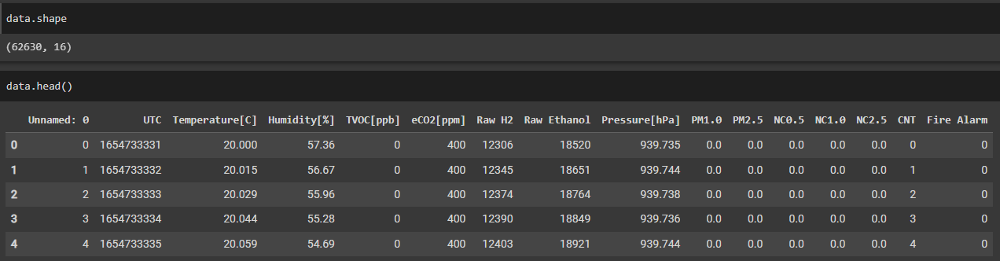 data.shape
(62630, 16)
data.head()
Unnamed: 0 UTC Temperature[C] Humidity[%] TVOC[ppb] eCO2[ppm] Raw H2 Raw Ethanol Pressure[hPa] PM1.0 PM2.5 NC0.5 NC1.0 NC2.5 CNT Fire Alarm
0 0 1654733331 20.000 57.36 0 400 12306 18520 939.735 0.0 0.0 0.0 0.0 0.0 0 0
1 1 1654733332 20.015 56.67 0 400 12345 18651 939.744 0.0 0.0 0.0 0.0 0.0 1 0
2 2 1654733333 20.029 55.96 0 400 12374 18764 939.738 0.0 0.0 0.0 0.0 0.0 2 0
3 3 1654733334 20.044 55.28 0 400 12390 18849 939.736 0.0 0.0 0.0 0.0 0.0 3 0
4 4 1654733335 20.059 54.69 0 400 12403 18921 939.744 0.0 0.0 0.0 0.0 0.0 4 0